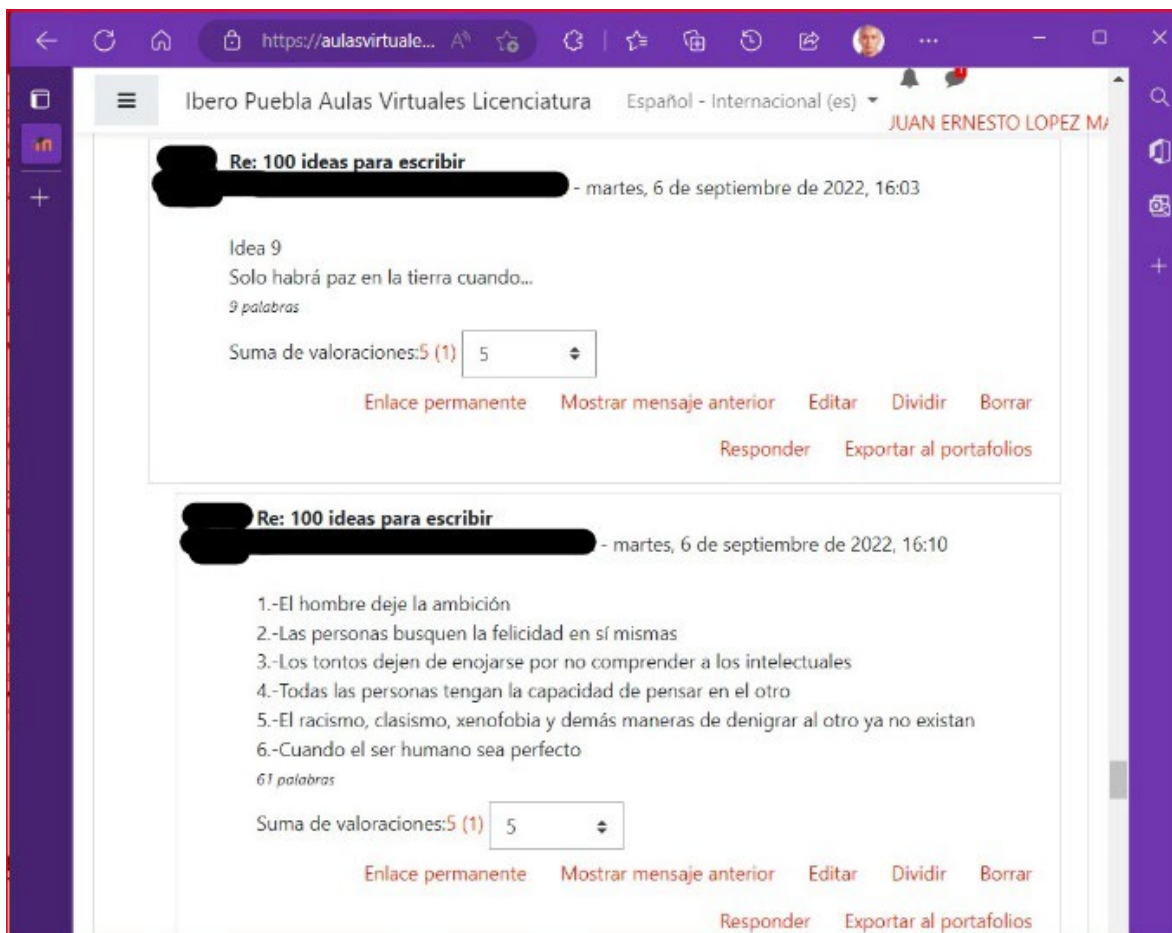 https://aulasvirtuale...
Ibero Puebla Aulas Virtuales Licenciatura Español - Internacional (es)
JUAN ERNESTO LOPEZ MA
Re: 100 ideas para escribir
- martes, 6 de septiembre de 2022, 16:03
Idea 9
Solo habrá paz en la tierra cuando...
9 palabras
Suma de valoraciones:5 (1) 5
Enlace permanente Mostrar mensaje anterior Editar Dividir Borrar
Responder Exportar al portafolios
Re: 100 ideas para escribir
- martes, 6 de septiembre de 2022, 16:10
1.-El hombre deje la ambición
2.-Las personas busquen la felicidad en sí mismas
3.-Los tontos dejen de enojarse por no comprender a los intelectuales
4.-Todas las personas tengan la capacidad de pensar en el otro
5.-El racismo, clasismo, xenofobia y demás maneras de denigrar al otro ya no existan
6.-Cuando el ser humano sea perfecto
61 palabras
Suma de valoraciones:5 (1) 5
Enlace permanente Mostrar mensaje anterior Editar Dividir Borrar
Responder Exportar al portafolios